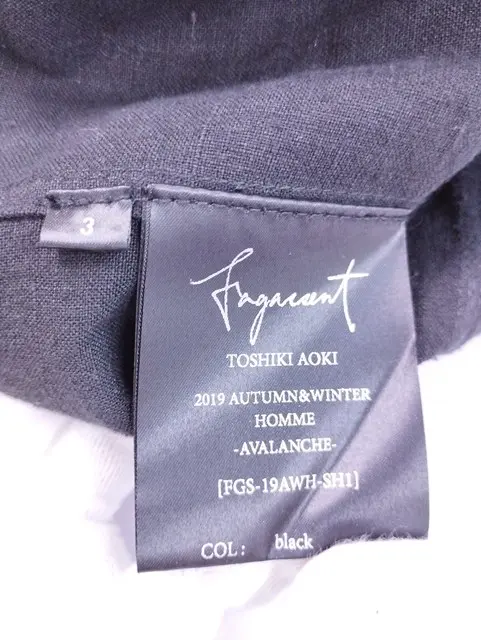 3
Fagassent
TOSHIKI AOKI
2019 AUTUMN&WINTER
HOMME
-AVALANCHE-
[FGS-19AWH-SH1]
COL: black